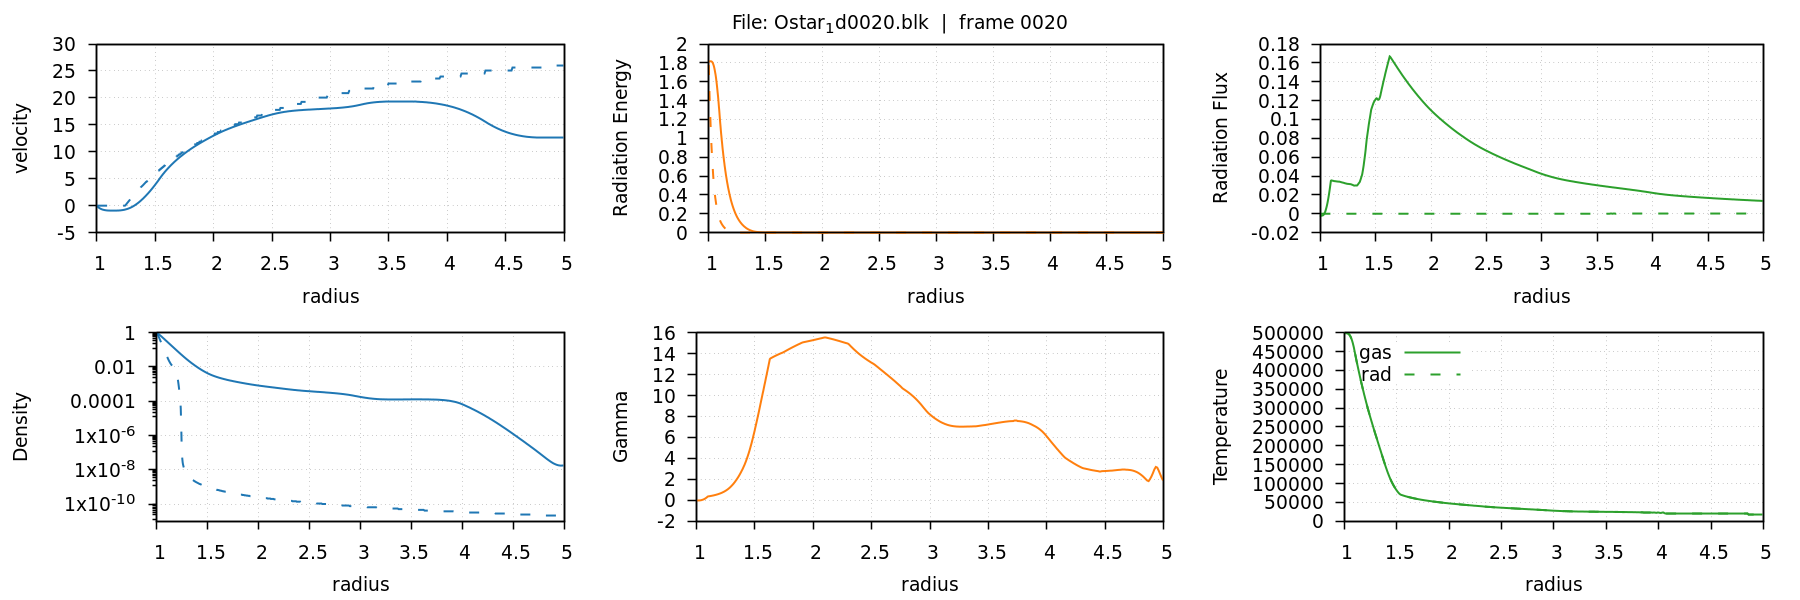 File: Ostar₁d0020.blk | frame 0020
velocity
30
25
20
15
10
5
0
-5
1 1.5 2 2.5 3 3.5 4 4.5 5
radius
Radiation Energy
2
1.8
1.6
1.4
1.2
1
0.8
0.6
0.4
0.2
0
1 1.5 2 2.5 3 3.5 4 4.5 5
radius
Radiation Flux
0.18
0.16
0.14
0.12
0.1
0.08
0.06
0.04
0.02
0
-0.02
1 1.5 2 2.5 3 3.5 4 4.5 5
radius
Density
1
0.01
0.0001
1x10⁻⁶
1x10⁻⁸
1x10⁻¹⁰
1 1.5 2 2.5 3 3.5 4 4.5 5
radius
Gamma
16
14
12
10
8
6
4
2
0
-2
1 1.5 2 2.5 3 3.5 4 4.5 5
radius
Temperature
500000
450000
400000
350000
300000
250000
200000
150000
100000
50000
0
gas
rad
1 1.5 2 2.5 3 3.5 4 4.5 5
radius